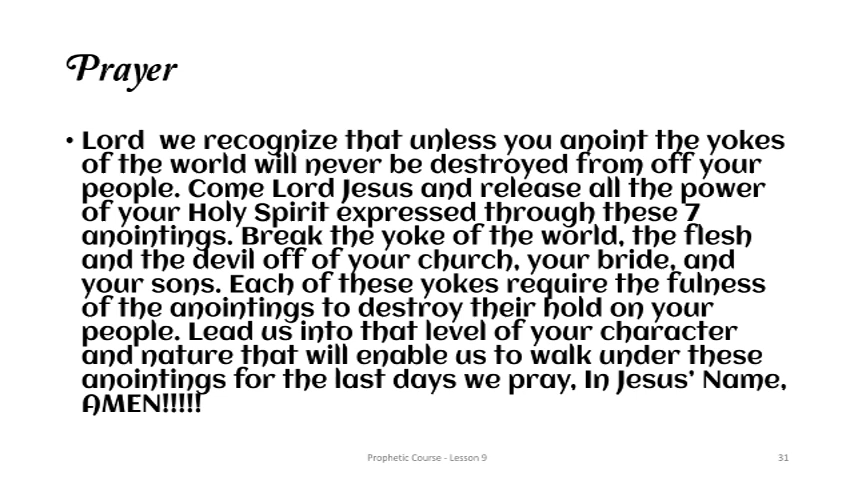 Prayer
• Lord  we recognize that unless you anoint the yokes
of the world will never be destroyed from off your
people. Come Lord Jesus and release all the power
of your Holy Spirit expressed through these 7
anointings. Break the yoke of the world, the flesh
and the devil off of your church, your bride, and
your sons. Each of these yokes require the fulness
of the anointings to destroy their hold on your
people. Lead us into that level of your character
and nature that will enable us to walk under these
anointings for the last days we pray, In Jesus' Name,
AMEN!!!!!
Prophetic Course - Lesson 9
31